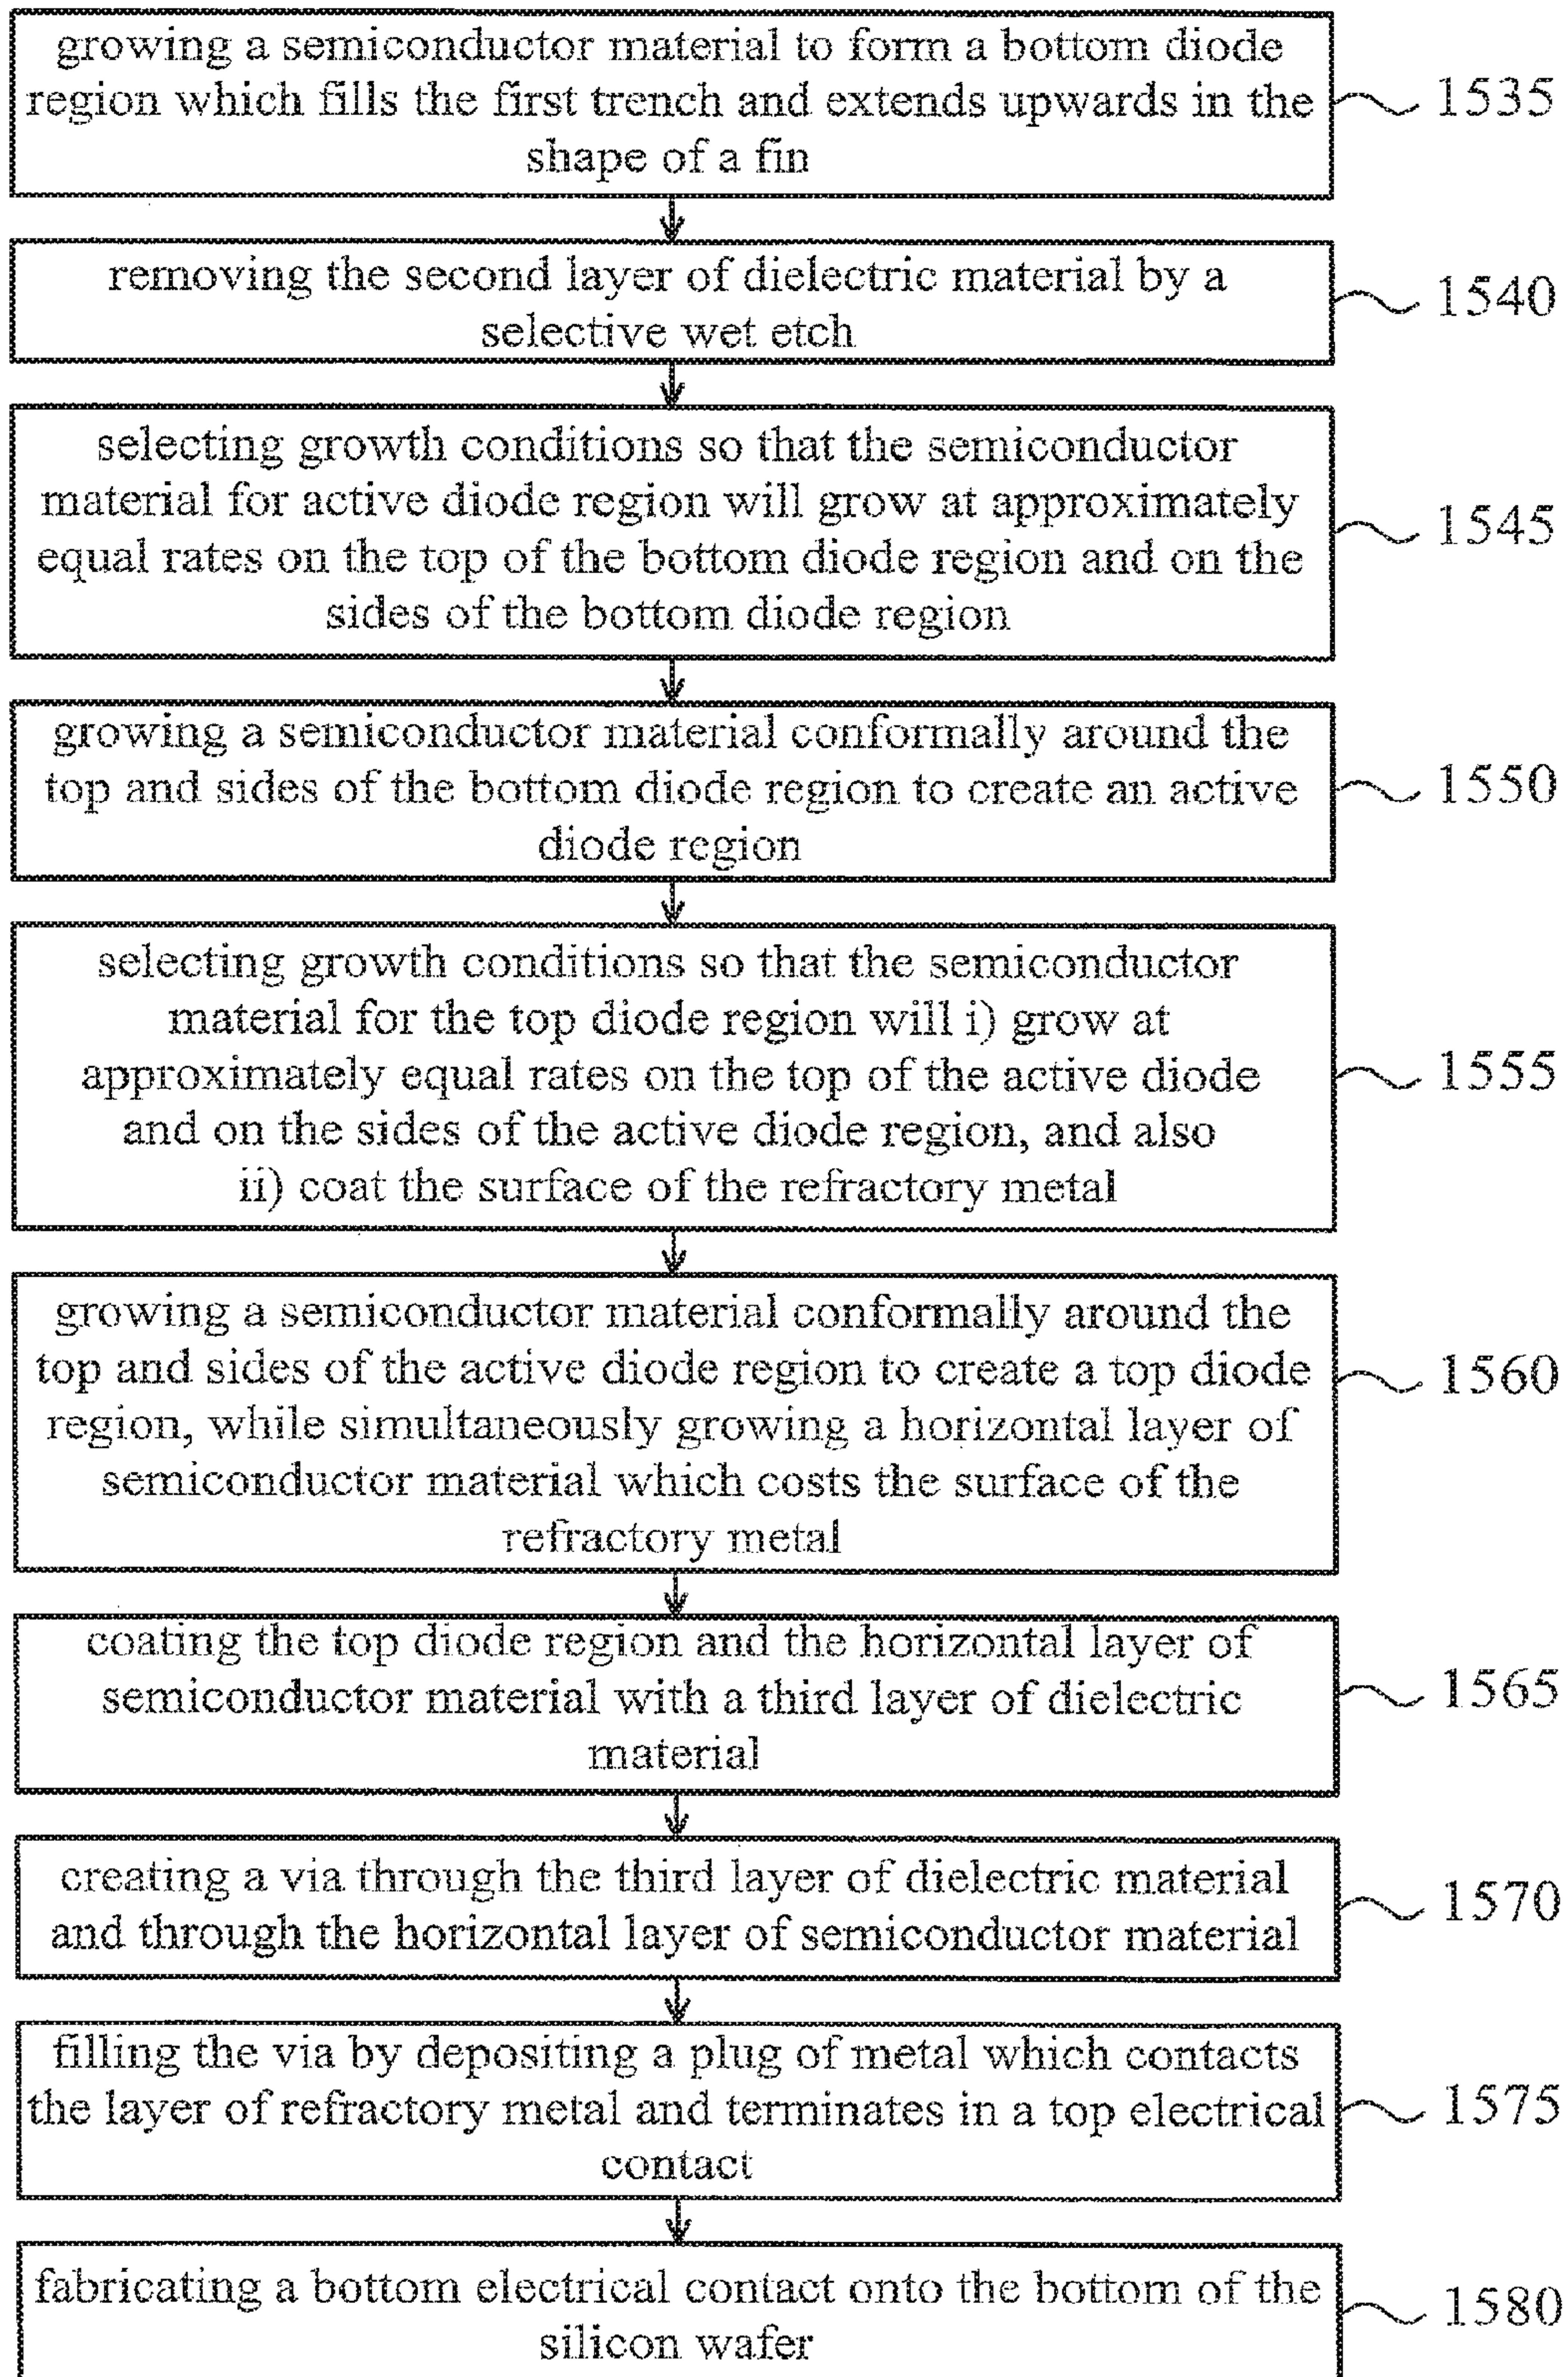 growing a semiconductor material to form a bottom diode
region which fills the first trench and extends upwards in the
shape of a fin
1535
removing the second layer of dielectric material by a
selective wet etch
1540
selecting growth conditions so that the semiconductor
material for active diode region will grow at approximately
equal rates on the top of the bottom diode region and on the
sides of the bottom diode region
1545
growing a semiconductor material conformally around the
top and sides of the bottom diode region to create an active
diode region
1550
selecting growth conditions so that the semiconductor
material for the top diode region will i) grow at
approximately equal rates on the top of the active diode
and on the sides of the active diode region, and also
ii) coat the surface of the refractory metal
1555
growing a semiconductor material conformally around the
top and sides of the active diode region to create a top diode
region, while simultaneously growing a horizontal layer of
semiconductor material which costs the surface of the
refractory metal
1560
coating the top diode region and the horizontal layer of
semiconductor material with a third layer of dielectric
material
1565
creating a via through the third layer of dielectric material
and through the horizontal layer of semiconductor material
1570
filling the via by depositing a plug of metal which contacts
the layer of refractory metal and terminates in a top electrical
contact
1575
fabricating a bottom electrical contact onto the bottom of the
silicon wafer
1580